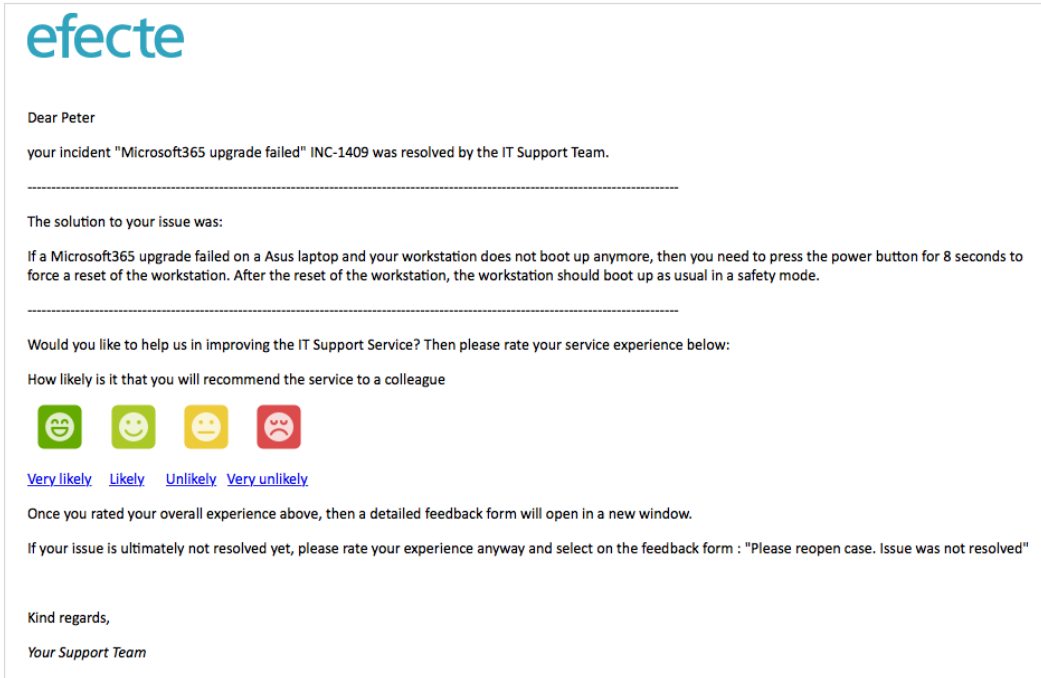 efecte
Dear Peter
your incident "Microsoft365 upgrade failed" INC-1409 was resolved by the IT Support Team.
----------------------------------------------------------------------------------------------------------------------------------------
The solution to your issue was:
If a Microsoft365 upgrade failed on a Asus laptop and your workstation does not boot up anymore, then you need to press the power button for 8 seconds to
force a reset of the workstation. After the reset of the workstation, the workstation should boot up as usual in a safety mode.
----------------------------------------------------------------------------------------------------------------------------------------
Would you like to help us in improving the IT Support Service? Then please rate your service experience below:
How likely is it that you will recommend the service to a colleague
Very likely Likely Unlikely Very unlikely
Once you rated your overall experience above, then a detailed feedback form will open in a new window.
If your issue is ultimately not resolved yet, please rate your experience anyway and select on the feedback form : "Please reopen case. Issue was not resolved"
Kind regards,
Your Support Team